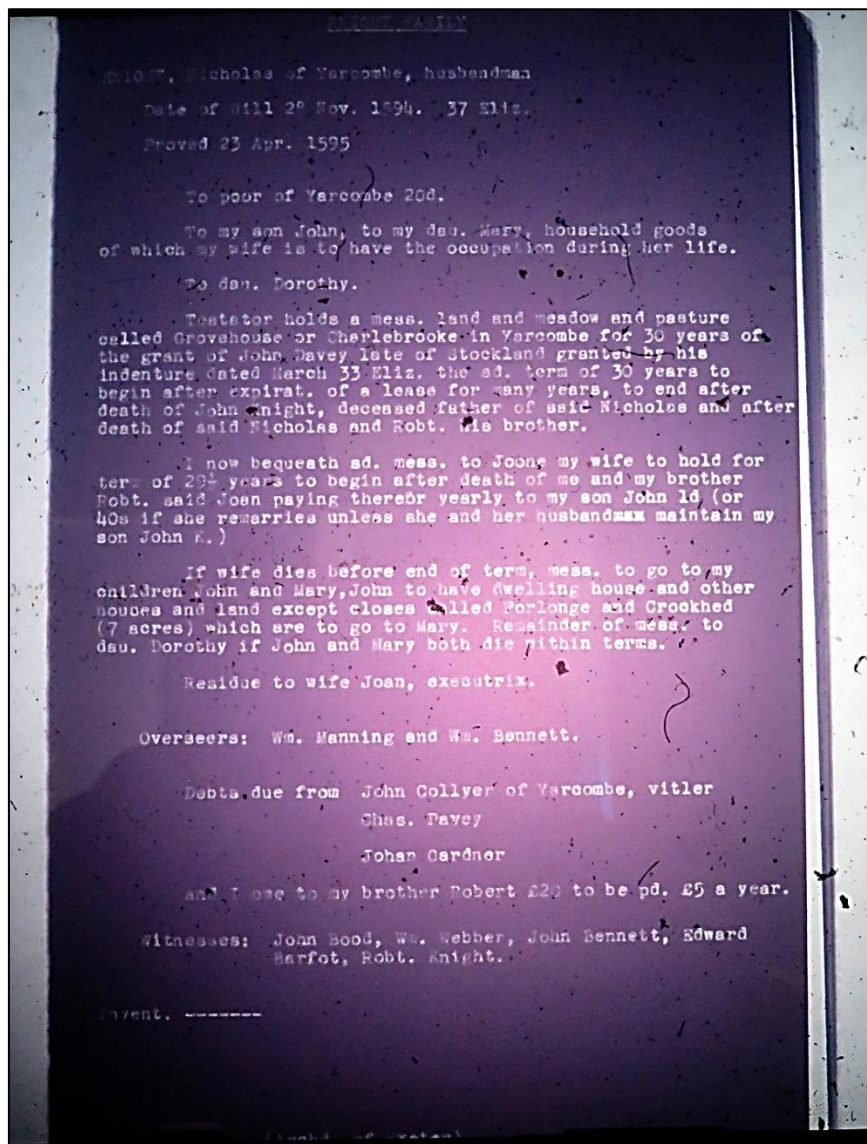 KNIGHT FAMILY
KNIGHT, Nicholas of Yarcombe, husbandman
Date of Will 28 Nov. 1594. 37 Eliz.
Proved 23 Apr. 1595
To poor of Yarcombe 20d.
To my son John, to my dau. Mary, household goods
of which my wife is to have the occupation during her life.
To dau. Dorothy.
Testator holds a mess. land and meadow and pasture
called Grovehouse or Cherlebrooke in Yarcombe for 30 years of
the grant of John Davey late of Stockland granted by his
indenture dated March 33 Eliz. the sd. term of 30 years to
begin after expirat. of a lease for many years, to end after
death of John Knight, deceased father of said Nicholas and after
death of said Nicholas and Robt. his brother.
I now bequeath sd. mess. to Joone my wife to hold for
term of 29½ years to begin after death of me and my brother
Robt. said Joan paying therebr yearly to my son John 1d (or
40s if she remarries unless she and her husband maintain my
son John K.)
If wife dies before end of term, mess. to go to my
children John and Mary, John to have dwelling house and other
houses and land except closes called Forlonge and Crockhed
(7 acres) which are to go to Mary. Remainder of mess. to
dau. Dorothy if John and Mary both die within terms.
Residue to wife Joan, executrix.
Overseers: Wm. Manning and Wm. Bennett.
Debts due from John Collyer of Yarcombe, vitler
Chas. Pavey
Johan Gardner
and I owe to my brother Robert £20 to be pd. £5 a year.
Witnesses: John Bood, Wm. Webber, John Bennett, Edward
Barfot, Robt. Knight.
Invent. -------